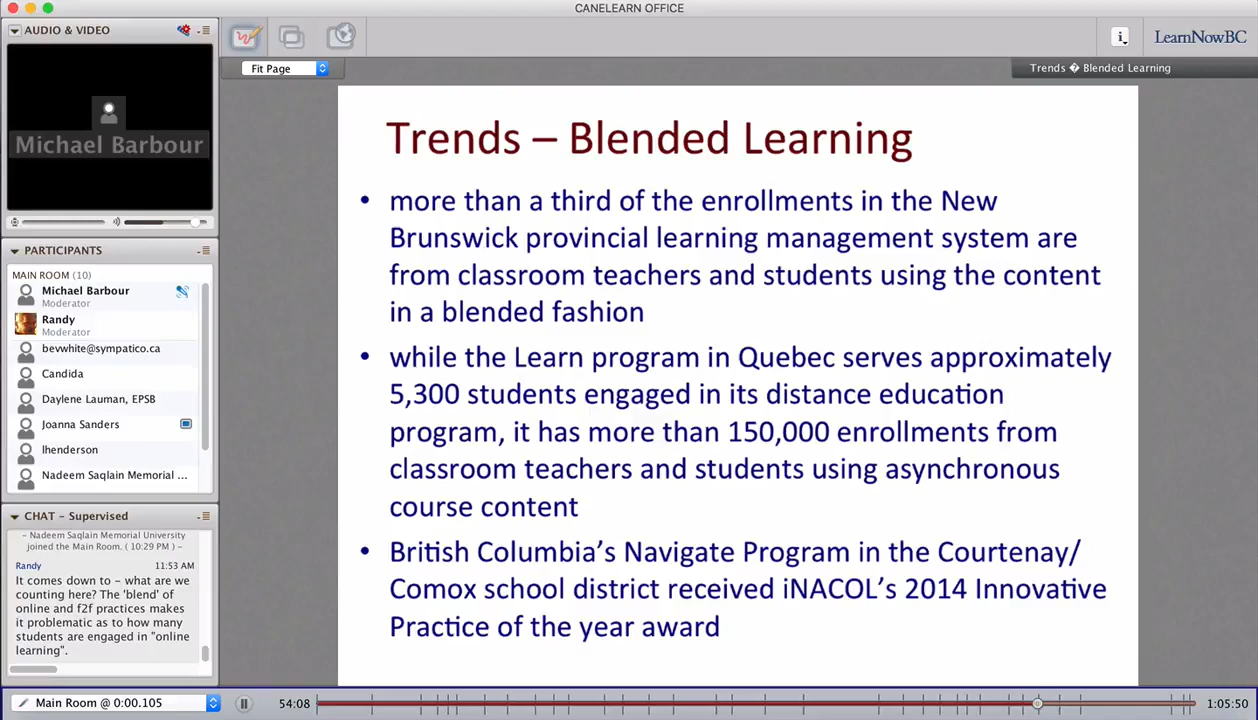 CANELEARN OFFICE
AUDIO & VIDEO
Michael Barbour
PARTICIPANTS
MAIN ROOM (10)
Michael Barbour
Moderator
Randy
Moderator
bevwhite@sympatico.ca
Candida
Daylene Lauman, EPSB
Joanna Sanders
lhenderson
Nadeem Saqlain Memorial ...
CHAT – Supervised
– Nadeem Saqlain Memorial University
joined the Main Room. ( 10:29 PM ) –
Randy 11:53 AM
It comes down to – what are we
counting here? The 'blend' of
online and f2f practices makes
it problematic as to how many
students are engaged in "online
learning".
Fit Page
i
LearnNowBC
Trends � Blended Learning
Trends – Blended Learning
• more than a third of the enrollments in the New
Brunswick provincial learning management system are
from classroom teachers and students using the content
in a blended fashion
• while the Learn program in Quebec serves approximately
5,300 students engaged in its distance education
program, it has more than 150,000 enrollments from
classroom teachers and students using asynchronous
course content
• British Columbia's Navigate Program in the Courtenay/
Comox school district received iNACOL's 2014 Innovative
Practice of the year award
Main Room @ 0:00.105
54:08
1:05:50